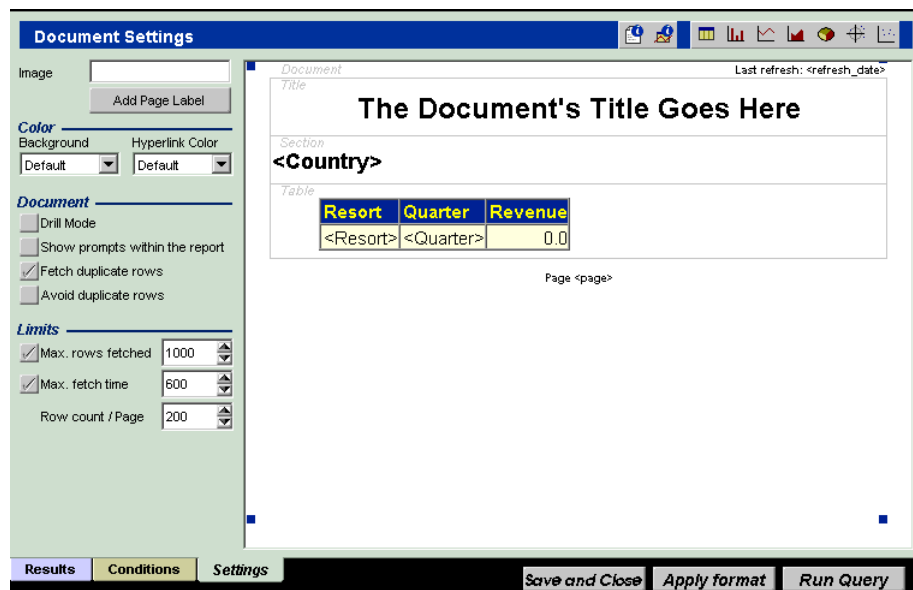 Document Settings
Image
Add Page Label
Color
Background Hyperlink Color
Default Default
Document
Drill Mode
Show prompts within the report
Fetch duplicate rows
Avoid duplicate rows
Limits
Max. rows fetched 1000
Max. fetch time 600
Row count / Page 200
Document
Last refresh: <refresh_date>
Title
The Document's Title Goes Here
Section
<Country>
Table
Resort Quarter Revenue
<Resort> <Quarter> 0.0
Page <page>
Results Conditions Settings
Save and Close Apply format Run Query